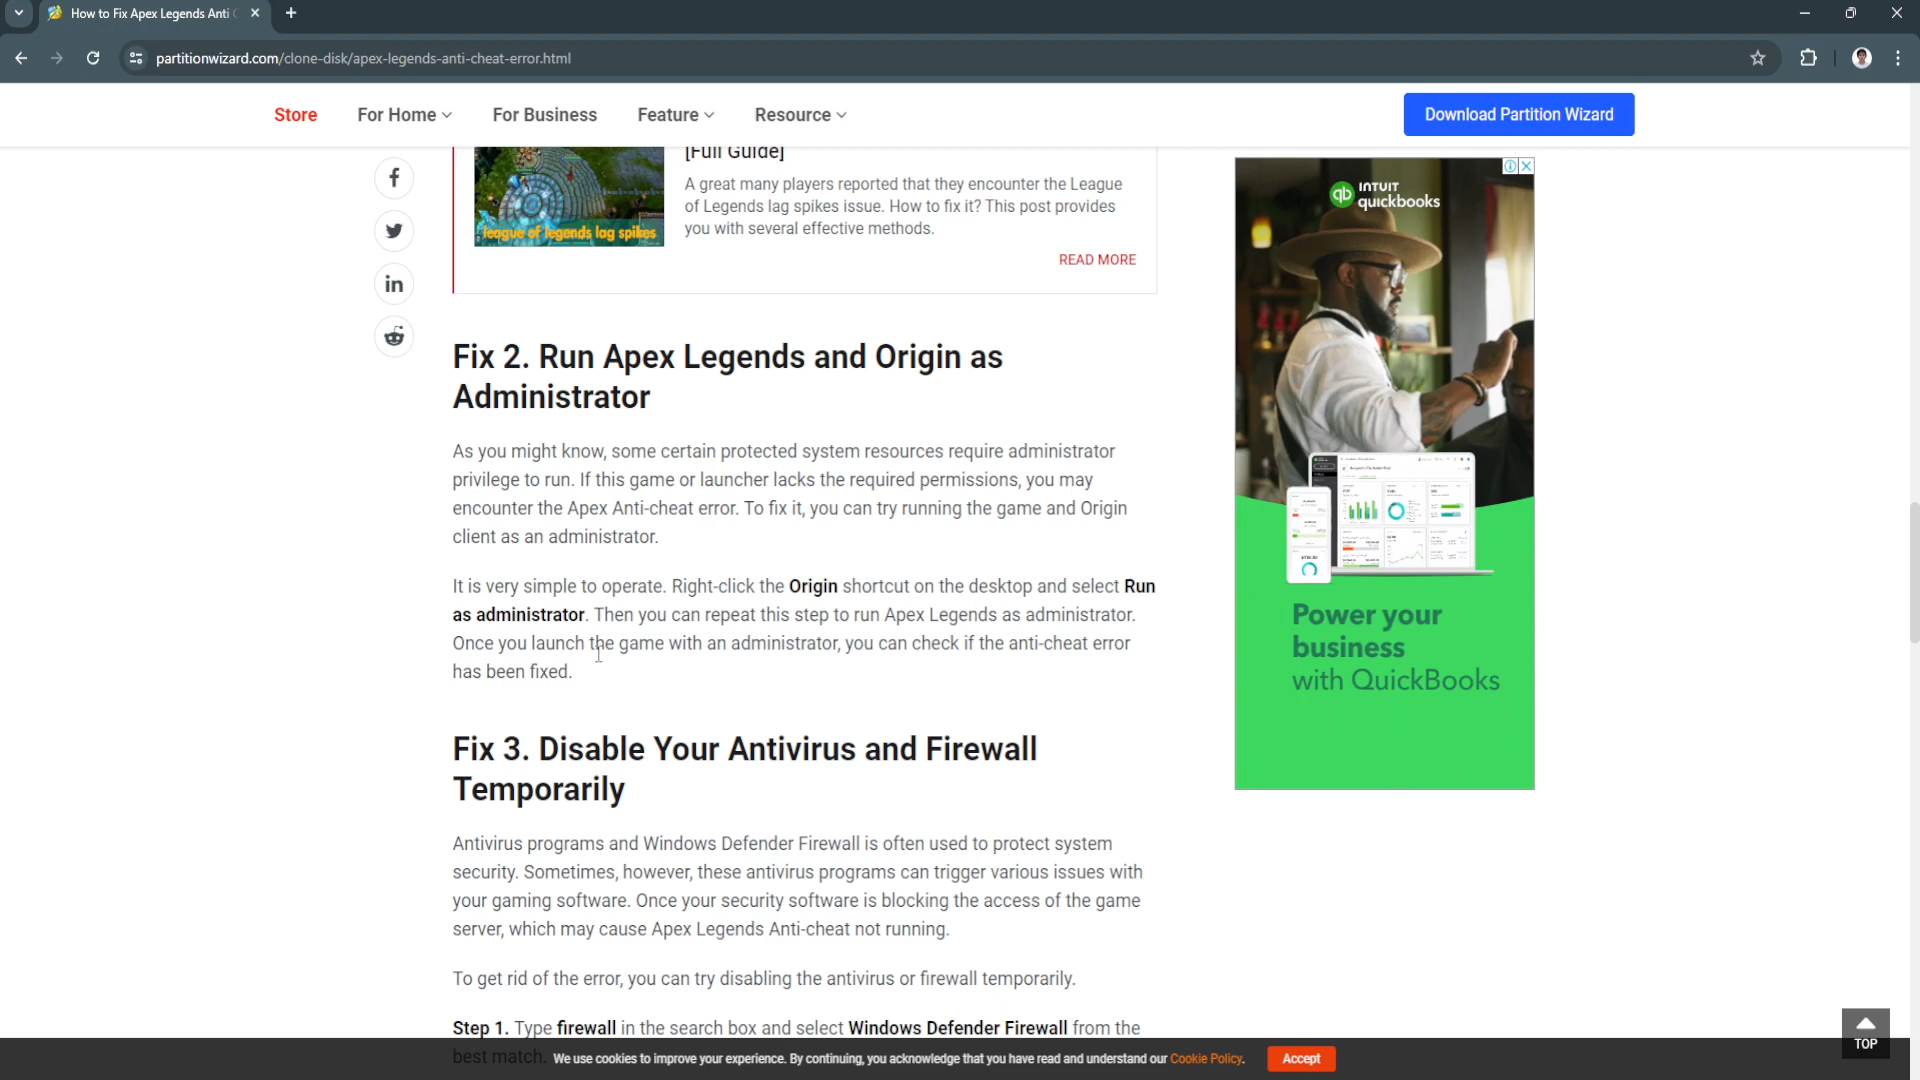 How to Fix Apex Legends Anti C
partitionwizard.com/clone-disk/apex-legends-anti-cheat-error.html
Store
For Home
For Business
Feature
Resource
Download Partition Wizard
[Full Guide]
A great many players reported that they encounter the League
of Legends lag spikes issue. How to fix it? This post provides
you with several effective methods.
league of legends lag spikes
READ MORE
Fix 2. Run Apex Legends and Origin as
Administrator
As you might know, some certain protected system resources require administrator
privilege to run. If this game or launcher lacks the required permissions, you may
encounter the Apex Anti-cheat error. To fix it, you can try running the game and Origin
client as an administrator.
It is very simple to operate. Right-click the Origin shortcut on the desktop and select Run
as administrator. Then you can repeat this step to run Apex Legends as administrator.
Once you launch the game with an administrator, you can check if the anti-cheat error
has been fixed.
Fix 3. Disable Your Antivirus and Firewall
Temporarily
Antivirus programs and Windows Defender Firewall is often used to protect system
security. Sometimes, however, these antivirus programs can trigger various issues with
your gaming software. Once your security software is blocking the access of the game
server, which may cause Apex Legends Anti-cheat not running.
To get rid of the error, you can try disabling the antivirus or firewall temporarily.
Step 1. Type firewall in the search box and select Windows Defender Firewall from the
best match.
We use cookies to improve your experience. By continuing, you acknowledge that you have read and understand our Cookie Policy.
Accept
TOP
qb INTUIT
quickbooks
Power your
business
with QuickBooks